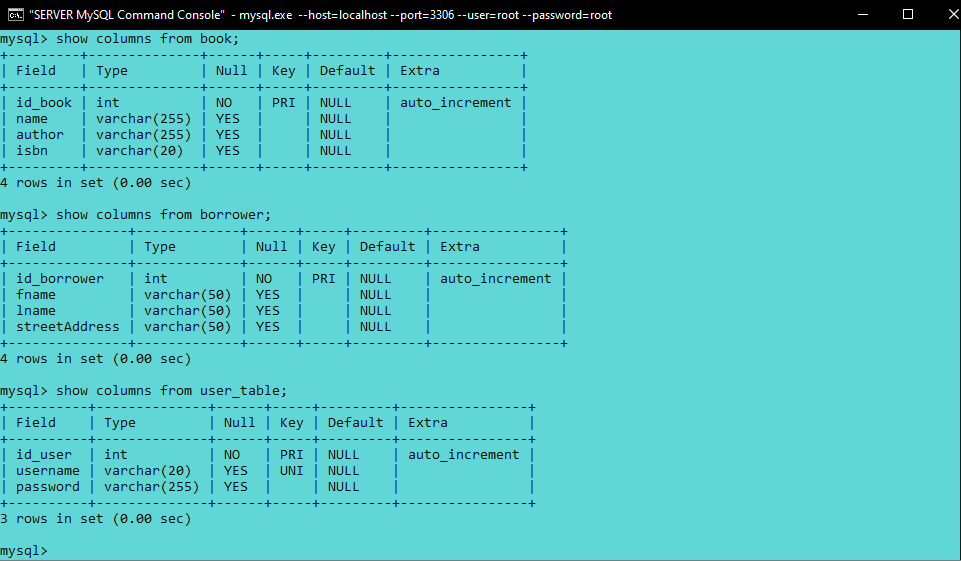 "SERVER MySQL Command Console" - mysql.exe --host=localhost --port=3306 --user=root --password=root
mysql> show columns from book;
+---------+--------------+------+-----+---------+----------------+
| Field   | Type         | Null | Key | Default | Extra          |
+---------+--------------+------+-----+---------+----------------+
| id_book | int          | NO   | PRI | NULL    | auto_increment |
| name    | varchar(255) | YES  |     | NULL    |                |
| author  | varchar(255) | YES  |     | NULL    |                |
| isbn    | varchar(20)  | YES  |     | NULL    |                |
+---------+--------------+------+-----+---------+----------------+
4 rows in set (0.00 sec)
mysql> show columns from borrower;
+---------------+-------------+------+-----+---------+----------------+
| Field         | Type        | Null | Key | Default | Extra          |
+---------------+-------------+------+-----+---------+----------------+
| id_borrower   | int         | NO   | PRI | NULL    | auto_increment |
| fname         | varchar(50) | YES  |     | NULL    |                |
| lname         | varchar(50) | YES  |     | NULL    |                |
| streetAddress | varchar(50) | YES  |     | NULL    |                |
+---------------+-------------+------+-----+---------+----------------+
4 rows in set (0.00 sec)
mysql> show columns from user_table;
+----------+--------------+------+-----+---------+----------------+
| Field    | Type         | Null | Key | Default | Extra          |
+----------+--------------+------+-----+---------+----------------+
| id_user  | int          | NO   | PRI | NULL    | auto_increment |
| username | varchar(20)  | YES  | UNI | NULL    |                |
| password | varchar(255) | YES  |     | NULL    |                |
+----------+--------------+------+-----+---------+----------------+
3 rows in set (0.00 sec)
mysql>